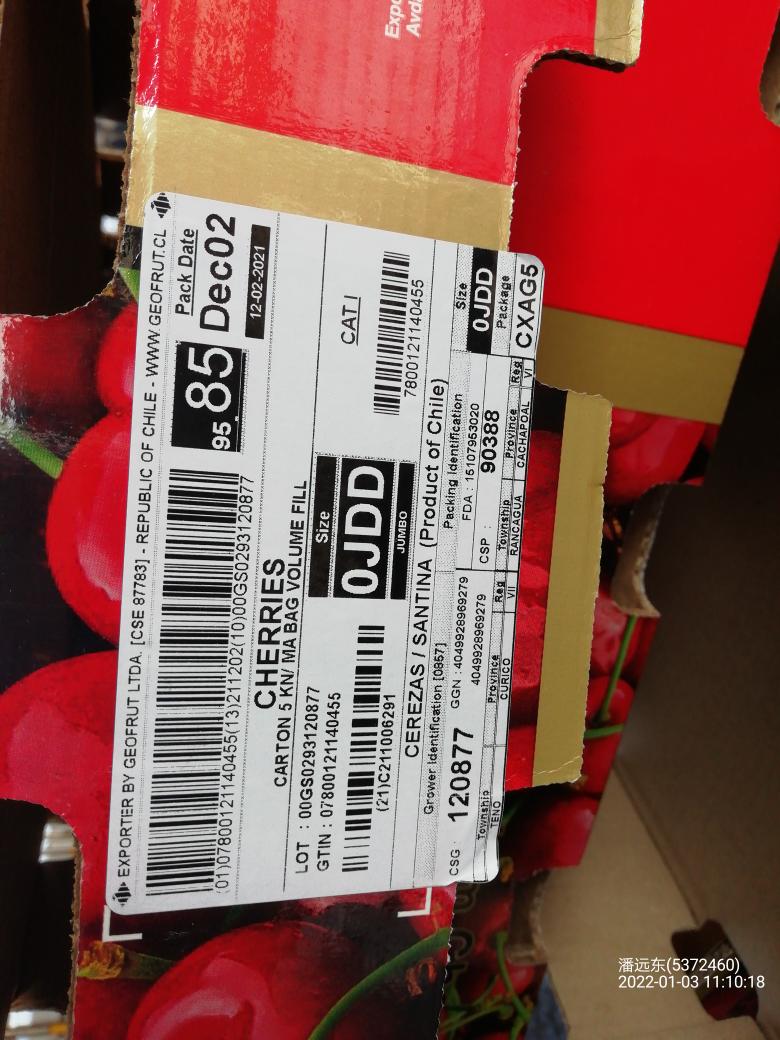 Expo
Avda
EXPORTER BY GEOFRUT LTDA. [CSE 87783] - REPUBLIC OF CHILE - WWW.GEOFRUT.CL
(01)07800121140455(13)211202(10)00GS0293120877
95 85
Pack Date
Dec02
12-02-2021
CHERRIES
CARTON 5 KN/ MA BAG VOLUME FILL
LOT : 00GS0293120877
GTIN : 07800121140455
(21)C211006291
Size
0JDD
JUMBO
CAT I
7800121140455
CEREZAS / SANTINA (Product of Chile)
Grower Identification [0857]
CSG : 120877
GGN : 4049928969279
4049928969279
Township
TENO
Province
CURICO
Reg
VII
Packing Identification
FDA : 15107953020
CSP : 90388
Township
RANCAGUA
Province
CACHAPOAL
Reg
VI
Size
0JDD
Package
CXAG5
潘远东(5372460)
2022-01-03 11:10:18